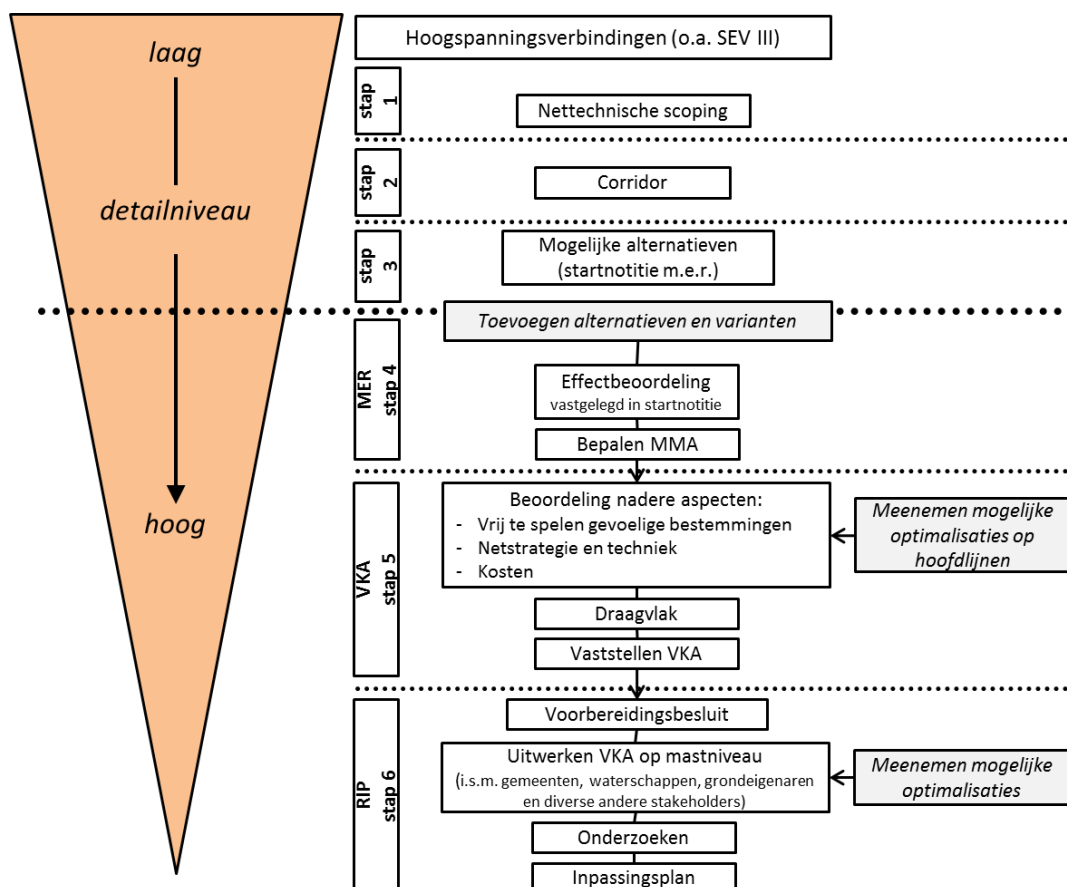 laag
detailniveau
hoog
Hoogspanningsverbindingen (o.a. SEV III)
stap
1
Nettechnische scoping
stap
2
Corridor
stap
3
Mogelijke alternatieven
(startnotitie m.e.r.)
MER
stap 4
Toevoegen alternatieven en varianten
Effectbeoordeling
vastgelegd in startnotitie
Bepalen MMA
VKA
stap 5
Beoordeling nadere aspecten:
- Vrij te spelen gevoelige bestemmingen
- Netstrategie en techniek
- Kosten
Meenemen mogelijke
optimalisaties op
hoofdlijnen
Draagvlak
Vaststellen VKA
RIP
stap 6
Voorbereidingsbesluit
Uitwerken VKA op mastniveau
(i.s.m. gemeenten, waterschappen, grondeigenaren
en diverse andere stakeholders)
Meenemen mogelijke
optimalisaties
Onderzoeken
Inpassingsplan